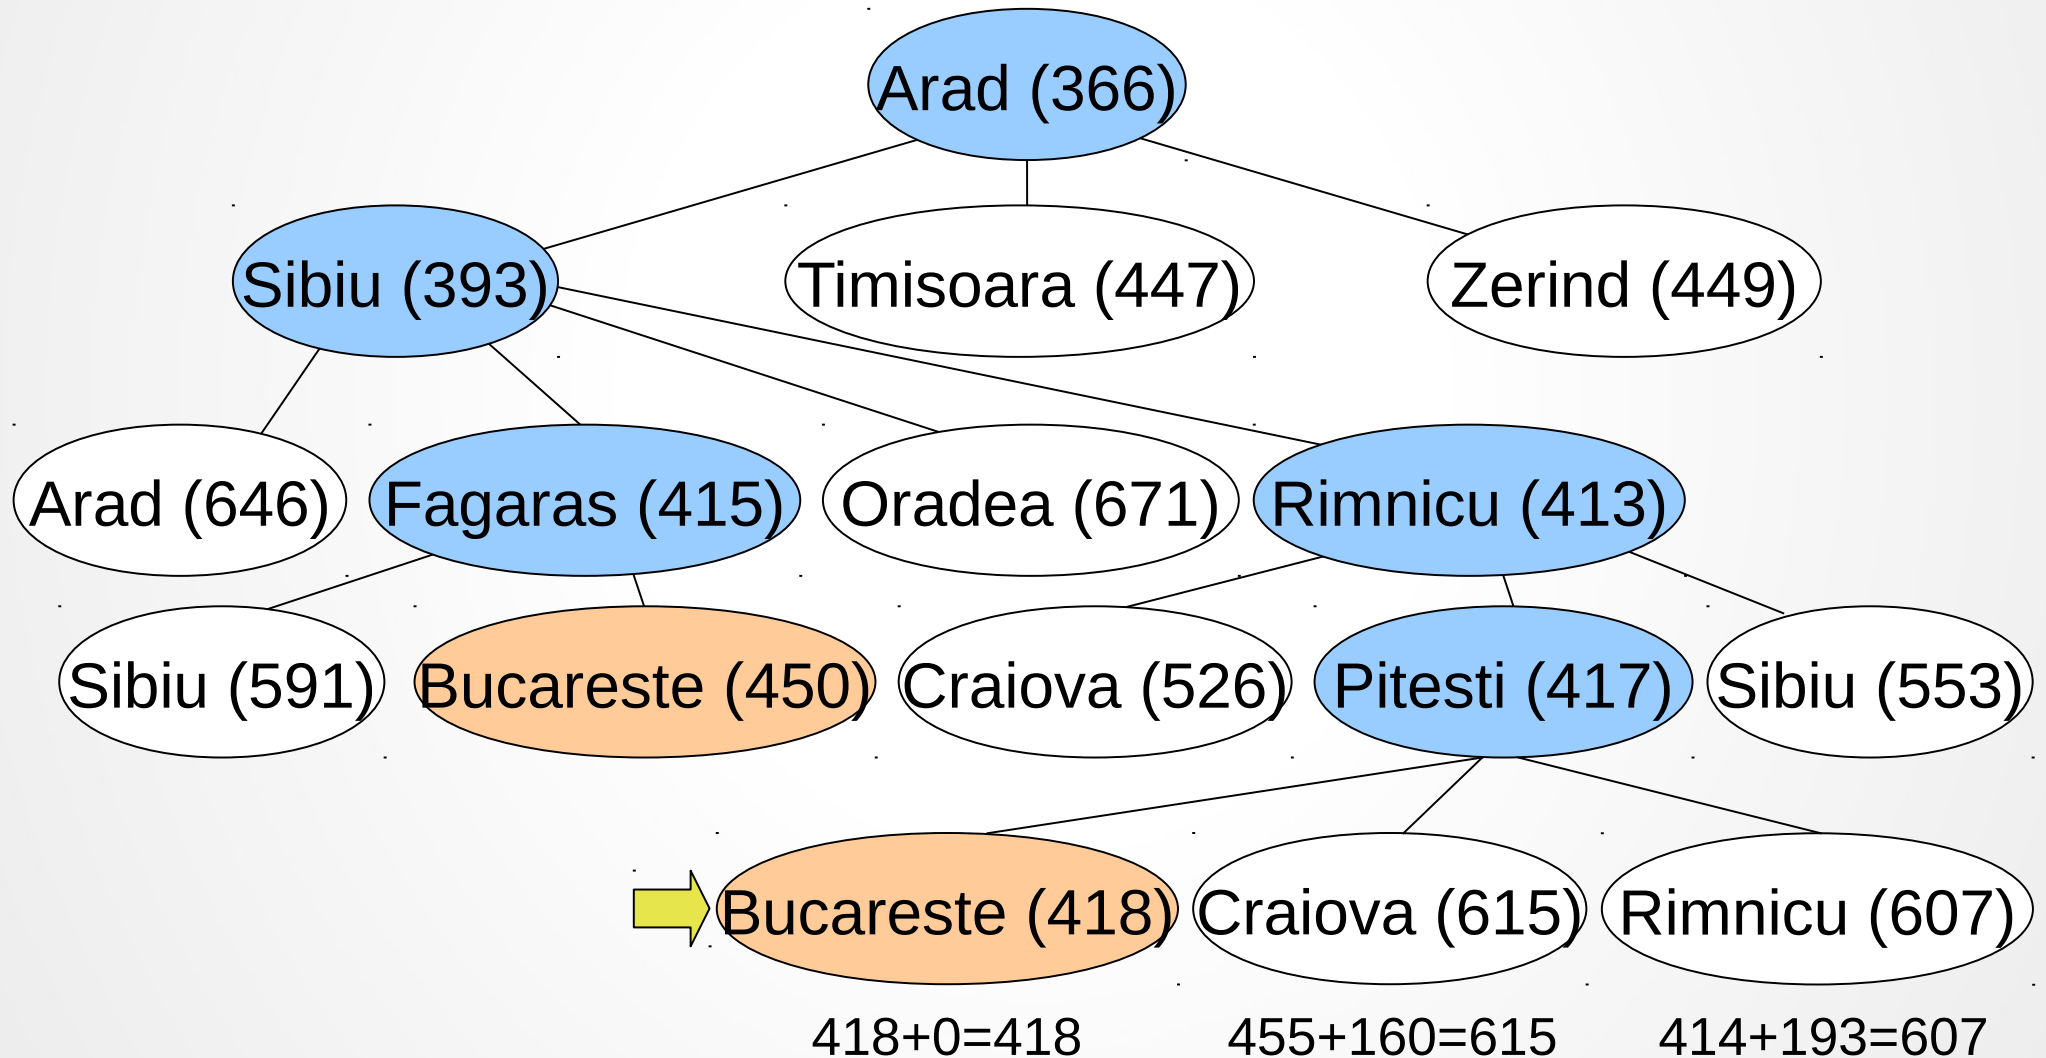 Arad (366)
Sibiu (393)
Timisoara (447)
Zerind (449)
Arad (646)
Fagaras (415)
Oradea (671)
Rimnicu (413)
Sibiu (591)
Bucareste (450)
Craiova (526)
Pitesti (417)
Sibiu (553)
Bucareste (418)
Craiova (615)
Rimnicu (607)
418+0=418
455+160=615
414+193=607